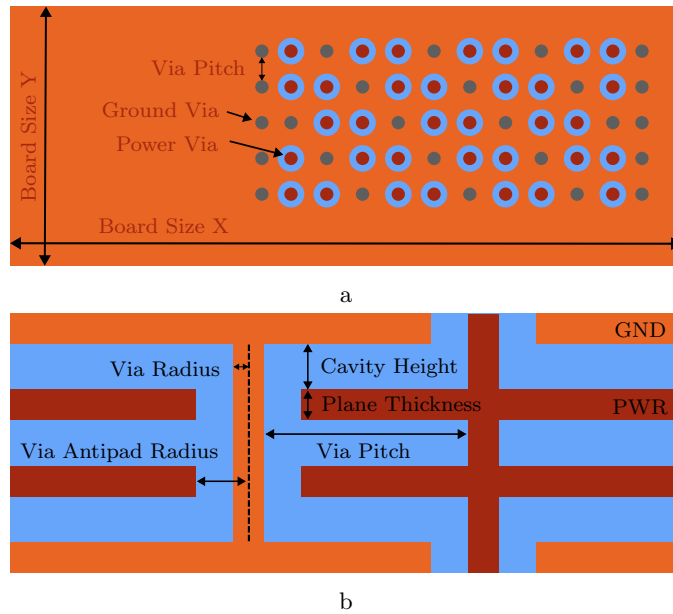 Via Pitch
Ground Via
Power Via
Board Size Y
Board Size X
a
GND
Via Radius
Cavity Height
Plane Thickness
PWR
Via Antipad Radius
Via Pitch
b